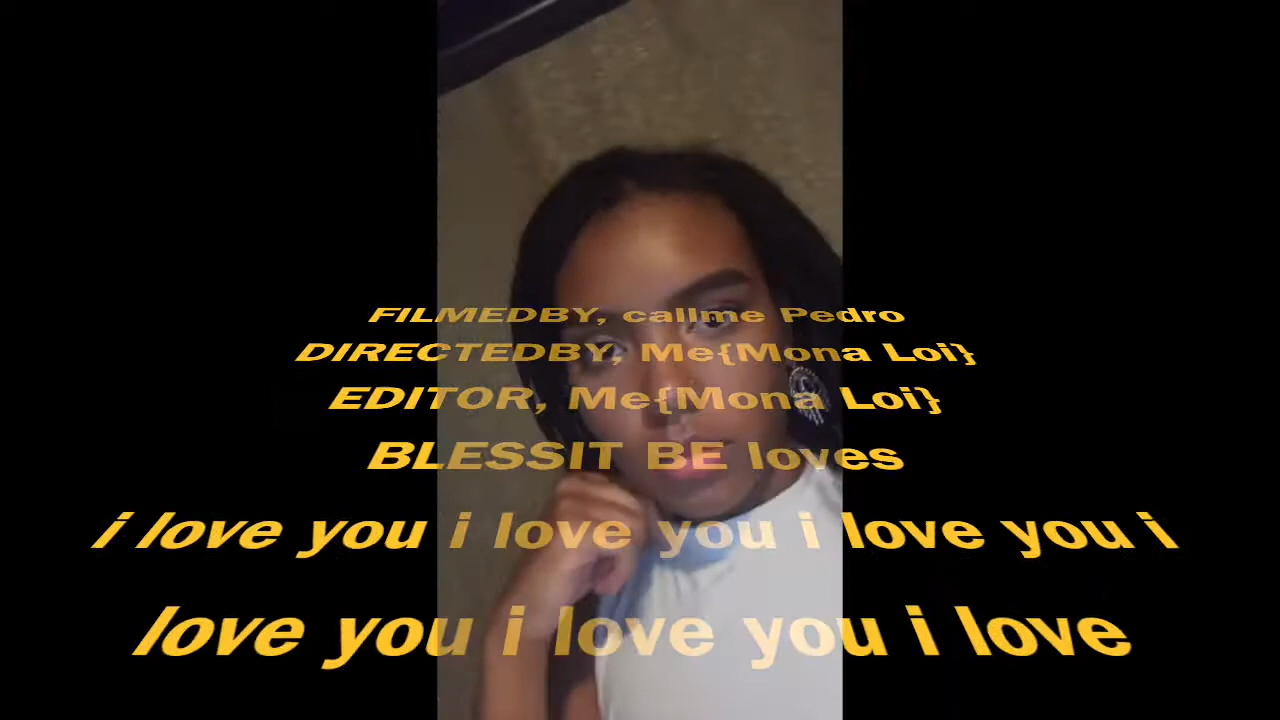 FILMEDBY, callme Pedro
DIRECTEDBY, Me{Mona Loi}
EDITOR, Me{Mona Loi}
BLESSIT BE loves
i love you i love you i love you i
love you i love you i love